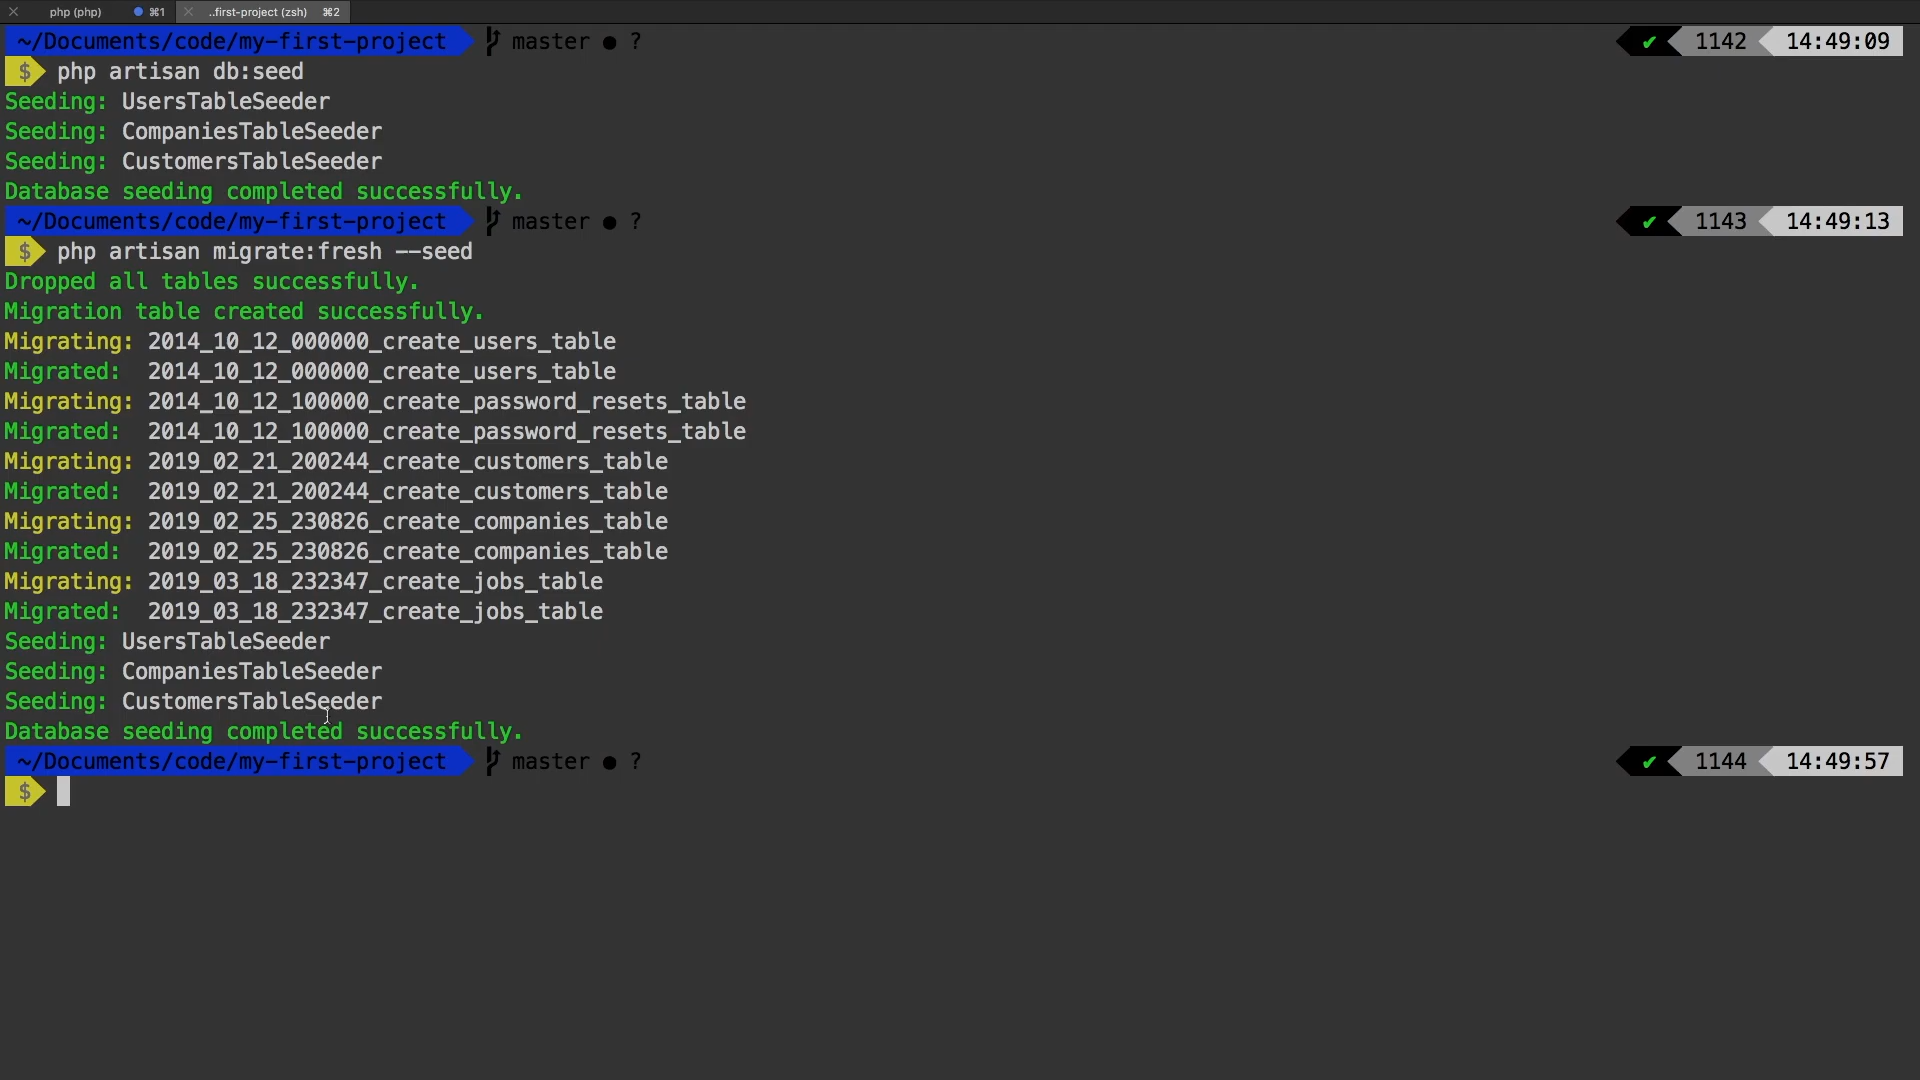 php (php) ⌘1 ..first-project (zsh) ⌘2
~/Documents/code/my-first-project master ● ? ✔ 1142 14:49:09
$ php artisan db:seed
Seeding: UsersTableSeeder
Seeding: CompaniesTableSeeder
Seeding: CustomersTableSeeder
Database seeding completed successfully.
~/Documents/code/my-first-project master ● ? ✔ 1143 14:49:13
$ php artisan migrate:fresh --seed
Dropped all tables successfully.
Migration table created successfully.
Migrating: 2014_10_12_000000_create_users_table
Migrated:  2014_10_12_000000_create_users_table
Migrating: 2014_10_12_100000_create_password_resets_table
Migrated:  2014_10_12_100000_create_password_resets_table
Migrating: 2019_02_21_200244_create_customers_table
Migrated:  2019_02_21_200244_create_customers_table
Migrating: 2019_02_25_230826_create_companies_table
Migrated:  2019_02_25_230826_create_companies_table
Migrating: 2019_03_18_232347_create_jobs_table
Migrated:  2019_03_18_232347_create_jobs_table
Seeding: UsersTableSeeder
Seeding: CompaniesTableSeeder
Seeding: CustomersTableSeeder
Database seeding completed successfully.
~/Documents/code/my-first-project master ● ? ✔ 1144 14:49:57
$